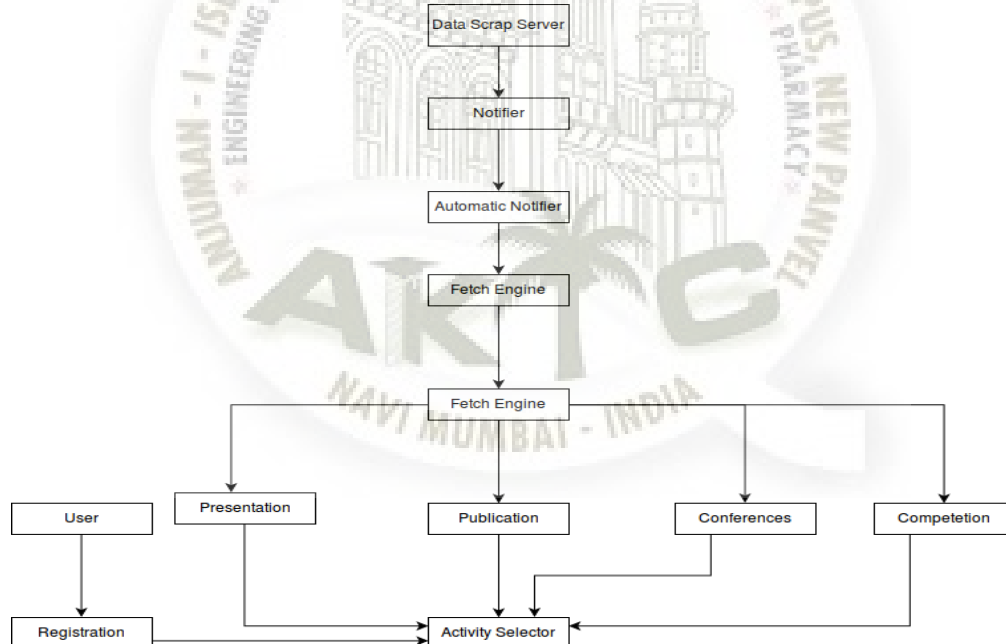 Data Scrap Server
Notifier
Automatic Notifier
Fetch Engine
Fetch Engine
Presentation
User
Publication
Conferences
Competetion
Registration
Activity Selector
ANJUMAN - I -
ENGINEERING
PHARMACY
NEW PANVEL
AKTC
NAVI MUMBAI - INDIA